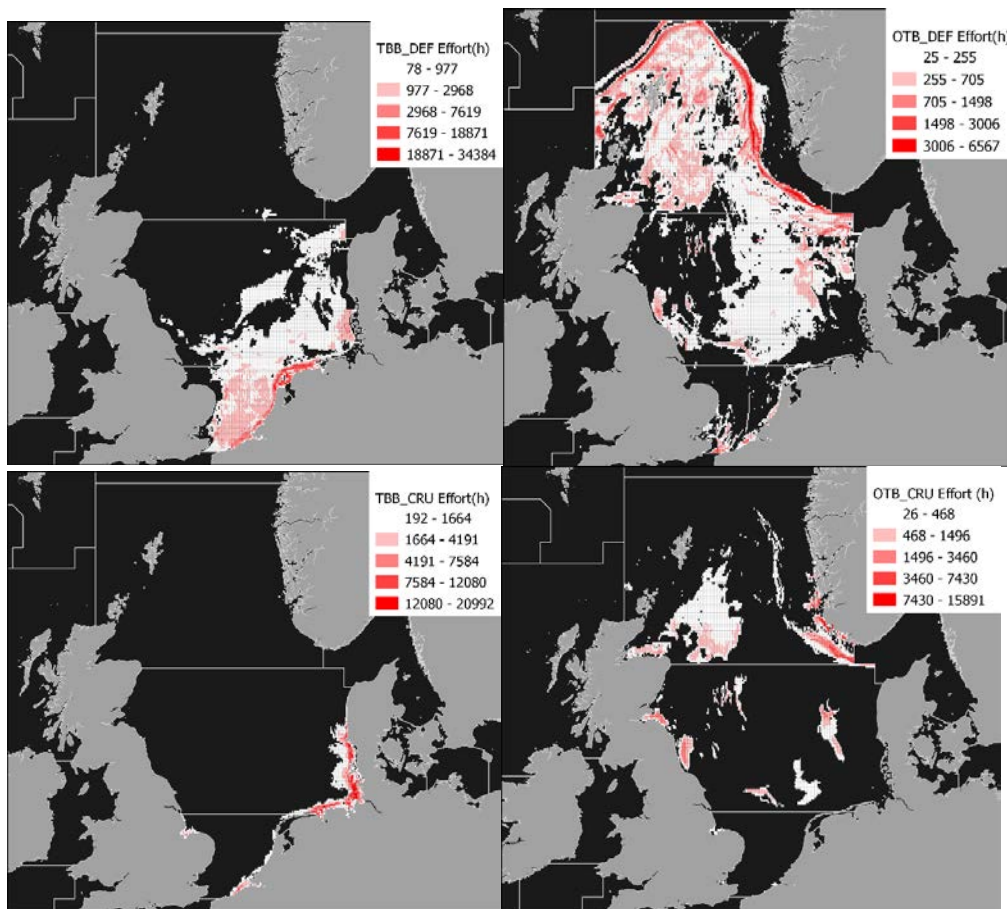 TBB_DEF Effort(h)
78 - 977
977 - 2968
2968 - 7619
7619 - 18871
18871 - 34384
OTB_DEF Effort(h)
25 - 255
255 - 705
705 - 1498
1498 - 3006
3006 - 6567
TBB_CRU Effort(h)
192 - 1664
1664 - 4191
4191 - 7584
7584 - 12080
12080 - 20992
OTB_CRU Effort (h)
26 - 468
468 - 1496
1496 - 3460
3460 - 7430
7430 - 15891